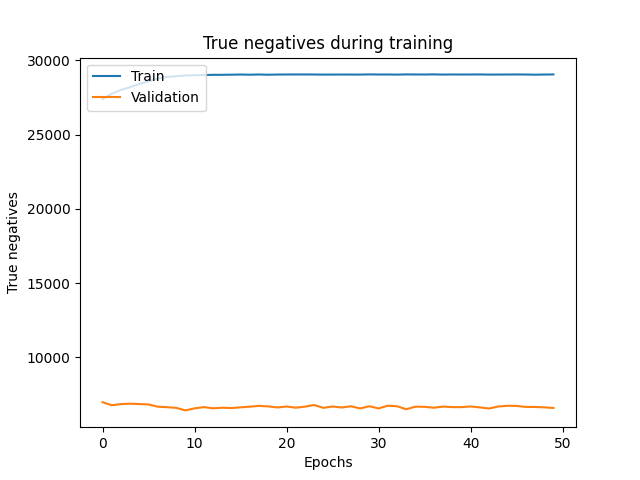 True negatives during training
Train
Validation
30000
25000
20000
15000
10000
True negatives
0 10 20 30 40 50
Epochs